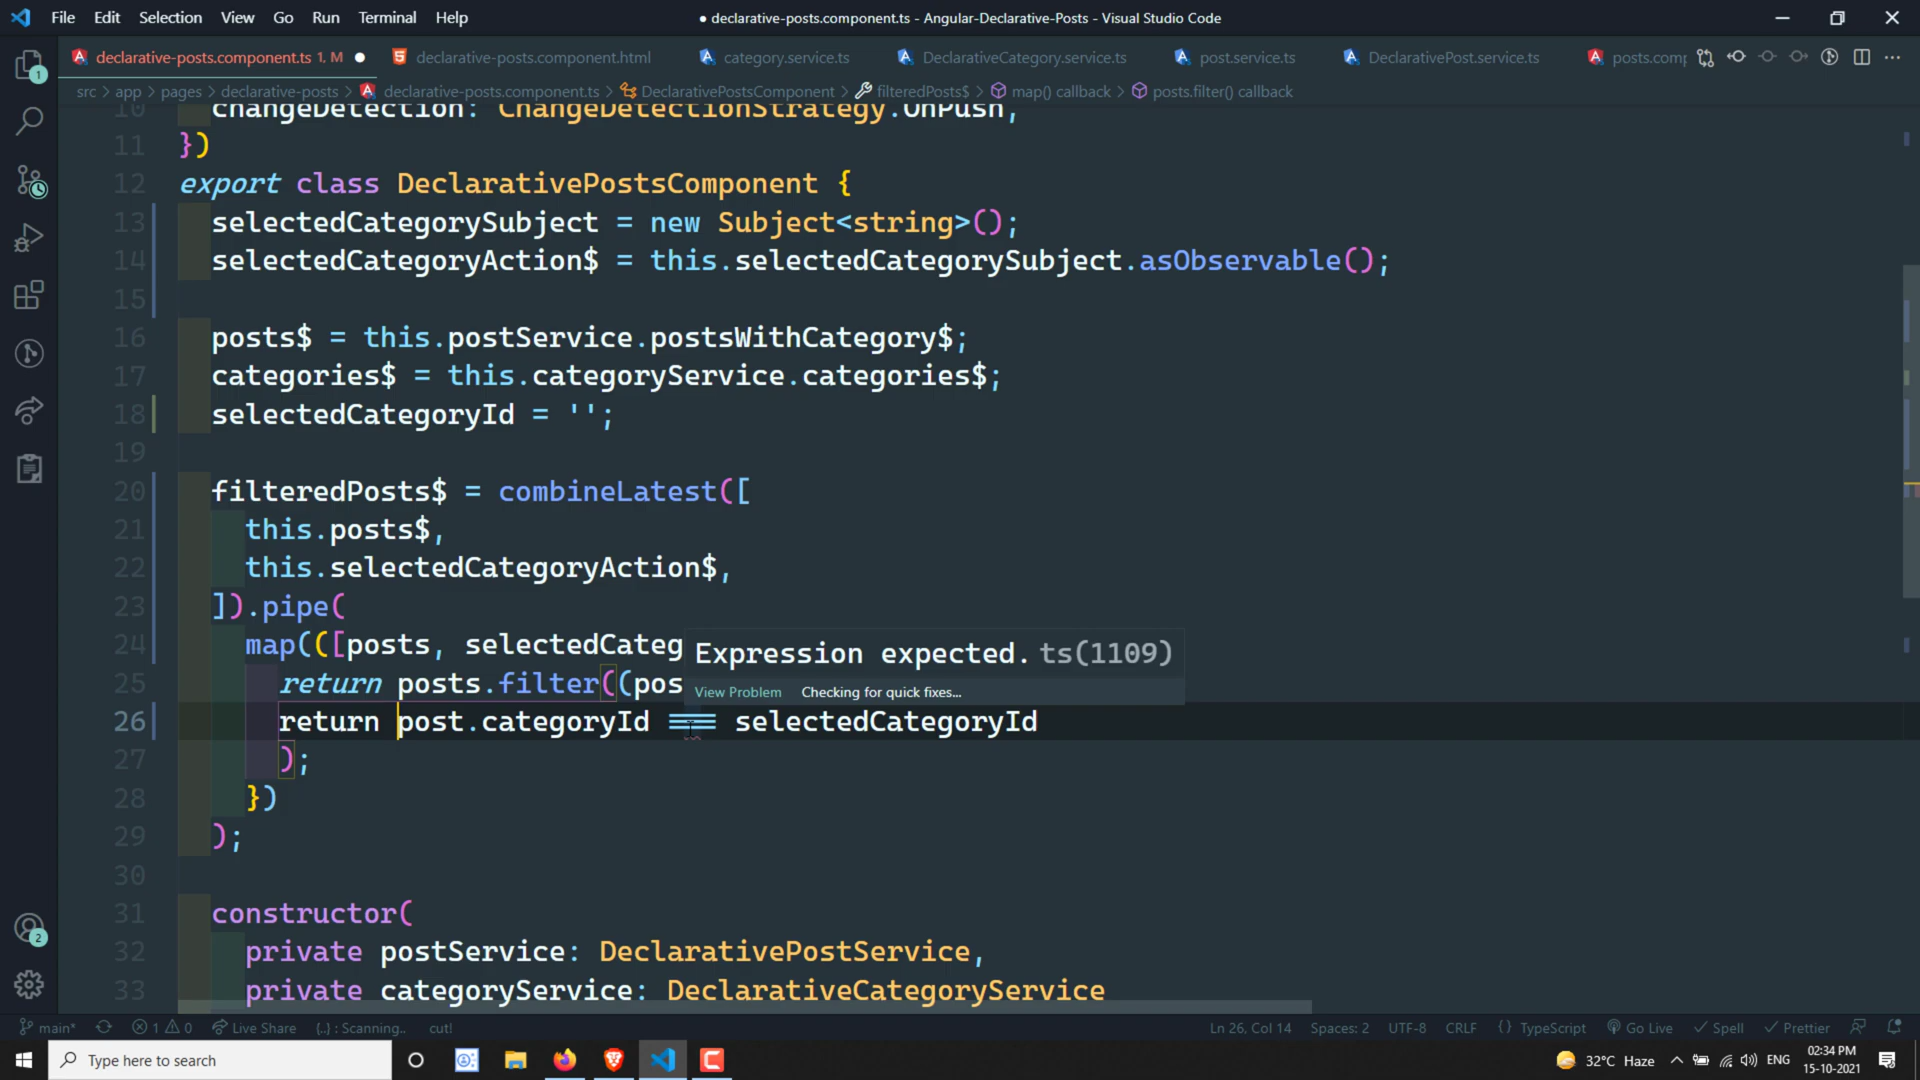 File Edit Selection View Go Run Terminal Help
● declarative-posts.component.ts - Angular-Declarative-Posts - Visual Studio Code
declarative-posts.component.ts 1, M ● declarative-posts.component.html category.service.ts DeclarativeCategory.service.ts post.service.ts DeclarativePost.service.ts posts.comp
src > app > pages > declarative-posts > declarative-posts.component.ts > DeclarativePostsComponent > filteredPosts$ > map() callback > posts.filter() callback
10 changeDetection: ChangeDetectionStrategy.OnPush,
11 })
12 export class DeclarativePostsComponent {
13 selectedCategorySubject = new Subject<string>();
14 selectedCategoryAction$ = this.selectedCategorySubject.asObservable();
15
16 posts$ = this.postService.postsWithCategory$;
17 categories$ = this.categoryService.categories$;
18 selectedCategoryId = '';
19
20 filteredPosts$ = combineLatest([
21 this.posts$,
22 this.selectedCategoryAction$,
23 ]).pipe(
24 map(([posts, selectedCateg
Expression expected. ts(1109)
View Problem Checking for quick fixes...
25 return posts.filter((pos
26 return post.categoryId === selectedCategoryId
27 );
28 })
29 );
30
31 constructor(
32 private postService: DeclarativePostService,
33 private categoryService: DeclarativeCategoryService
1
2
main* 1 0 Live Share {..} : Scanning.. cut! Ln 26, Col 14 Spaces: 2 UTF-8 CRLF {} TypeScript Go Live Spell Prettier
Type here to search
32°C Haze ENG 02:34 PM
15-10-2021